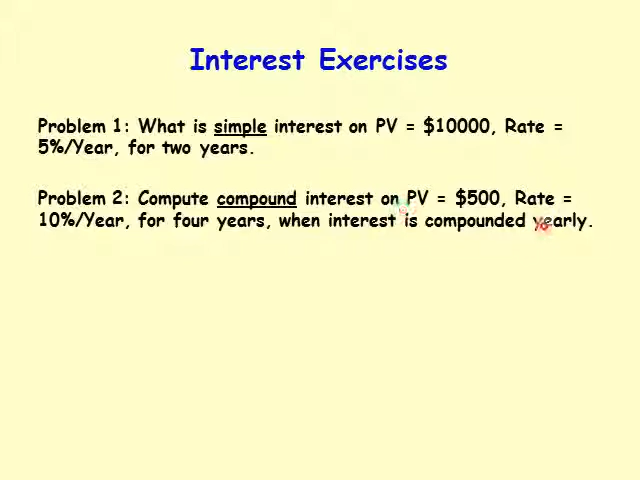 Interest Exercises
Problem 1: What is simple interest on PV = $10000, Rate =
5%/Year, for two years.
Problem 2: Compute compound interest on PV = $500, Rate =
10%/Year, for four years, when interest is compounded yearly.